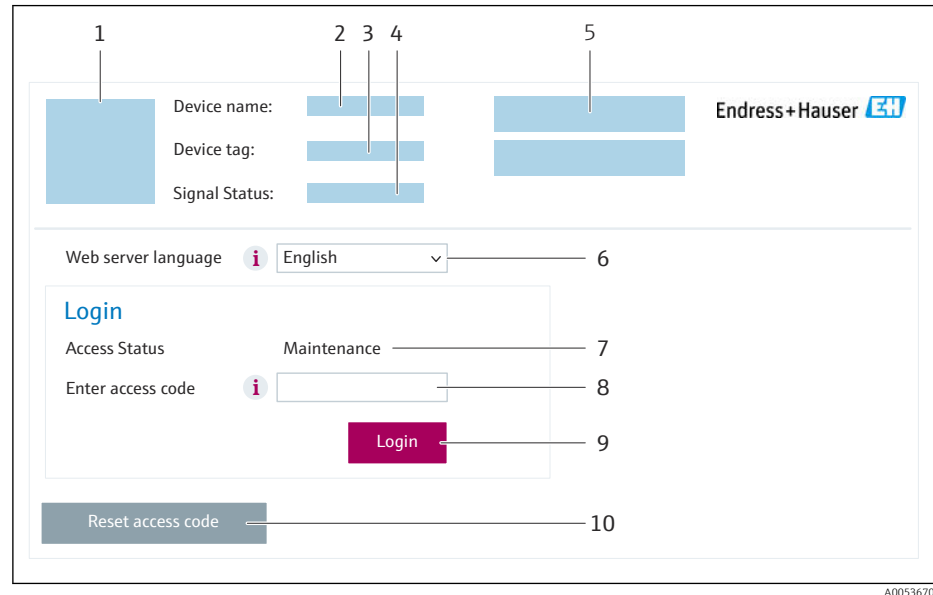 1 2 3 4 5
Device name:
Endress+Hauser EH
Device tag:
Signal Status:
Web server language i English 6
Login
Access Status Maintenance 7
Enter access code i 8
Login 9
Reset access code 10
A0053670